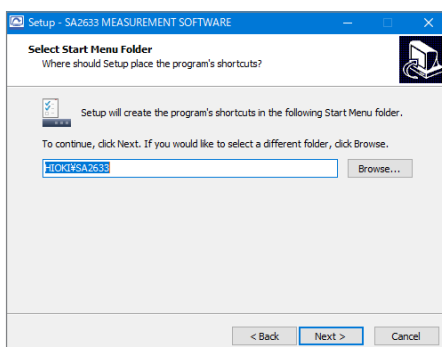 Setup - SA2633 MEASUREMENT SOFTWARE
Select Start Menu Folder
Where should Setup place the program's shortcuts?
Setup will create the program's shortcuts in the following Start Menu folder.
To continue, click Next. If you would like to select a different folder, click Browse.
HIOKI¥SA2633
Browse...
< Back
Next >
Cancel